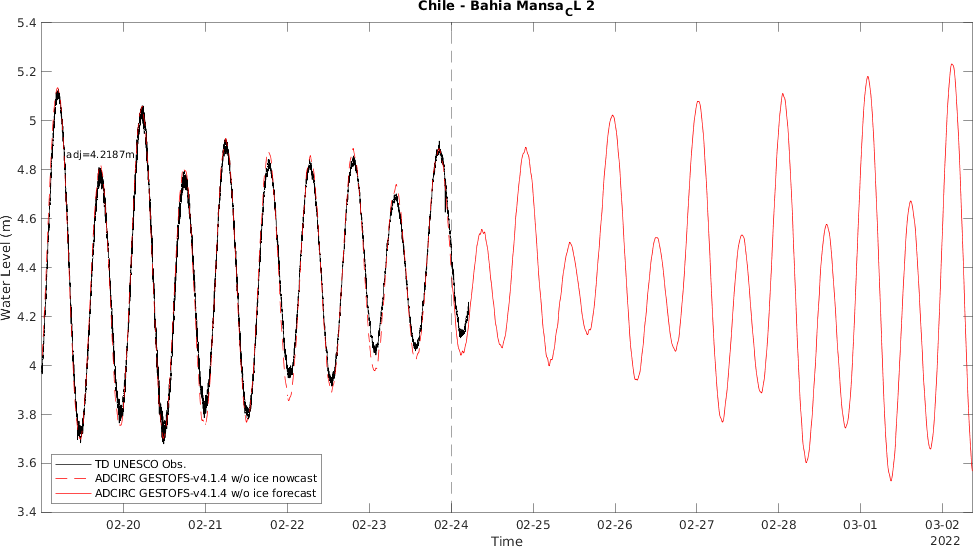 Chile - Bahia Mansa_CL 2
5.4
5.2
5
4.8
4.6
4.4
4.2
4
3.8
3.6
3.4
Water Level (m)
adj=4.2187m
TD UNESCO Obs.
ADCIRC GESTOFS-v4.1.4 w/o ice nowcast
ADCIRC GESTOFS-v4.1.4 w/o ice forecast
02-20 02-21 02-22 02-23 02-24 02-25 02-26 02-27 02-28 03-01 03-02
Time 2022